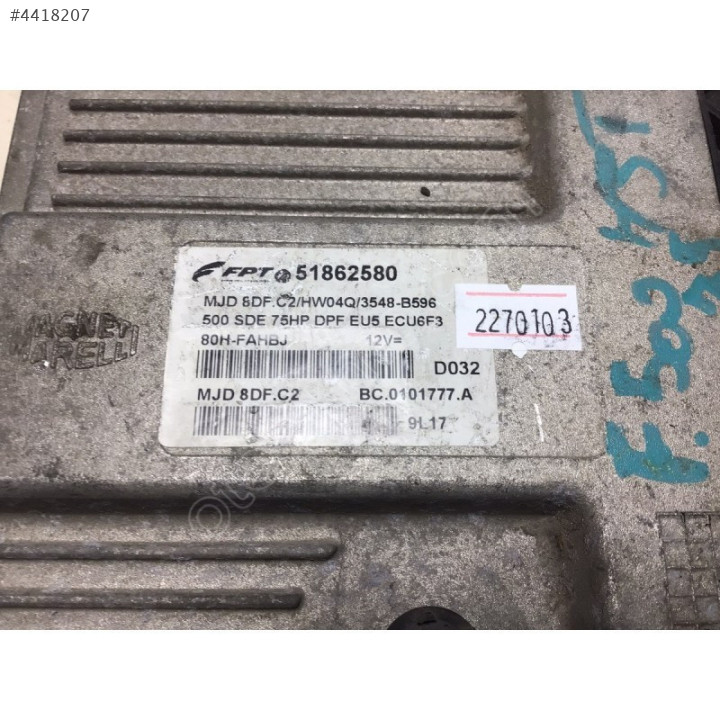 #4418207
FPT 51862580
MJD 8DF.C2/HW04Q/3548-B596
500 SDE 75HP DPF EU5 ECU6F3
80H-FAHBJ 12V=
D032
MJD 8DF.C2 BC.0101777.A
9L17
2270103
MAGNETI
MARELLI